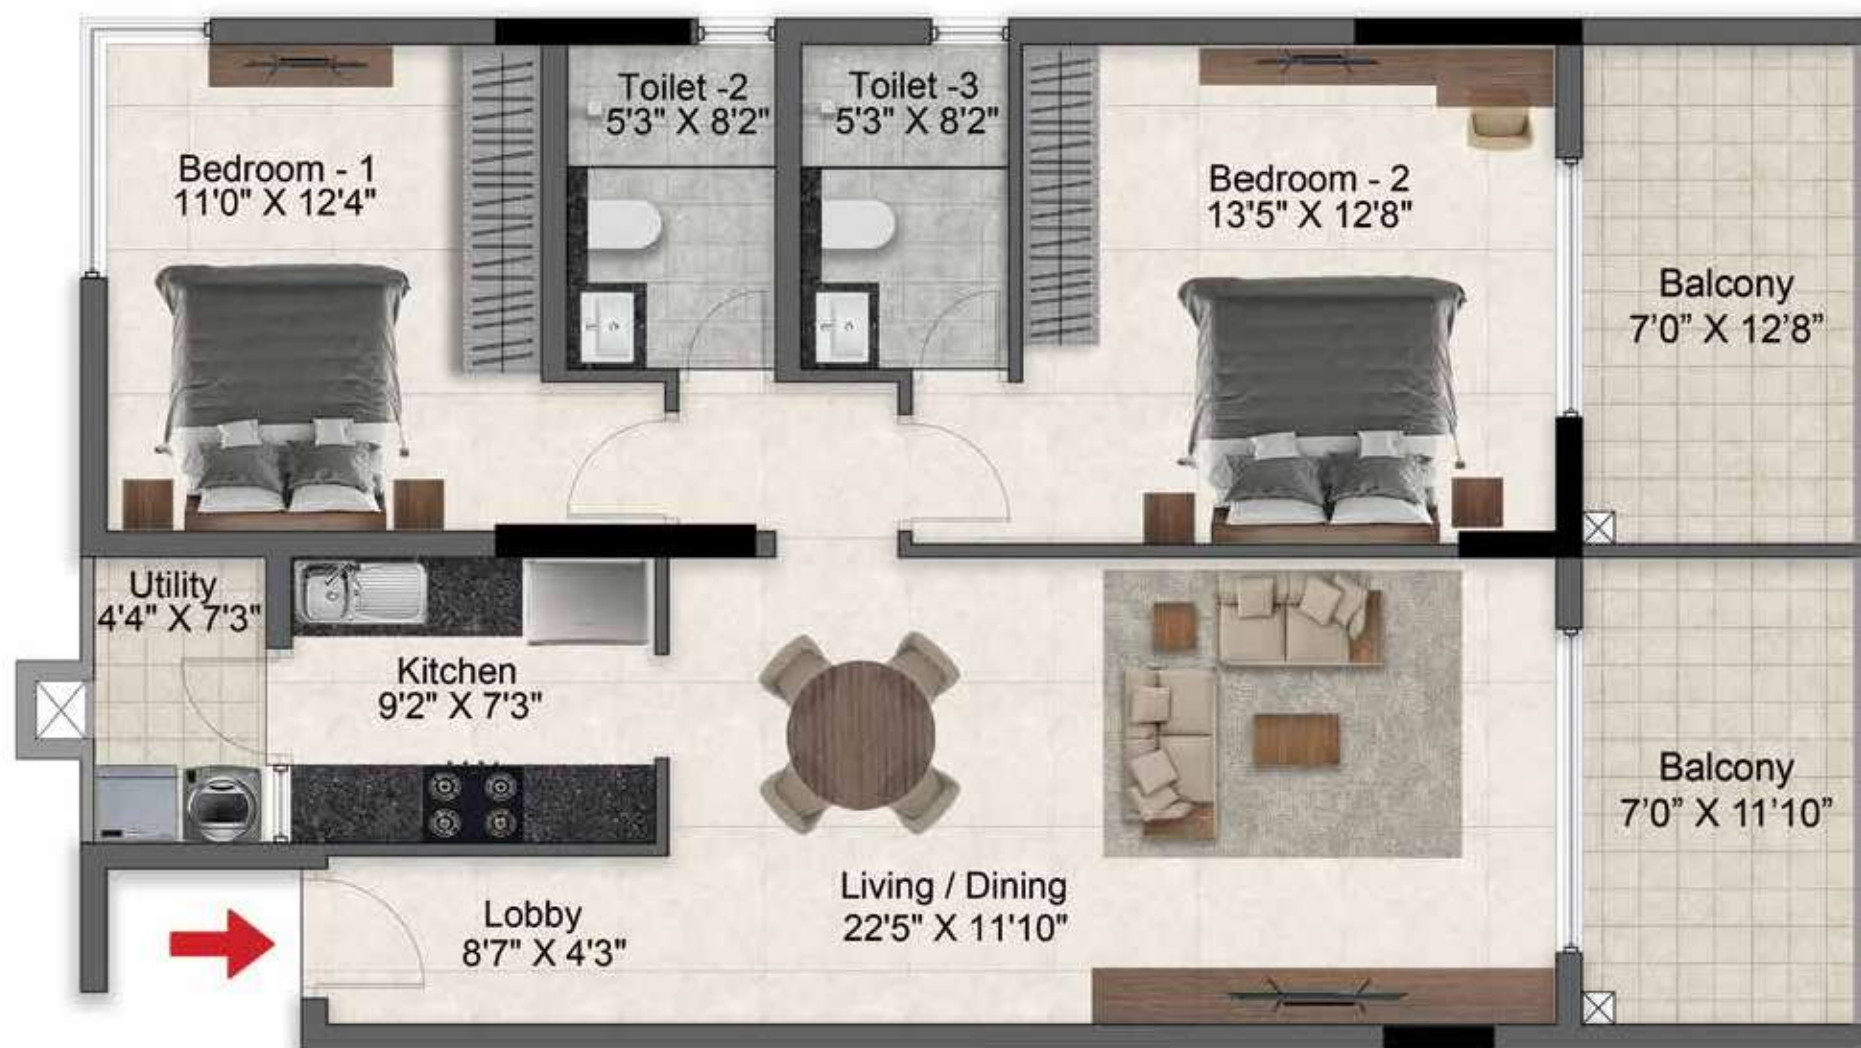 Toilet -2
5'3" X 8'2"
Toilet -3
5'3" X 8'2"
Bedroom - 1
11'0" X 12'4"
Bedroom - 2
13'5" X 12'8"
Balcony
7’0” X 12’8”
Utility
4'4" X 7'3"
Kitchen
9'2" X 7'3"
Balcony
7’0” X 11’10”
Living / Dining
22'5" X 11'10"
Lobby
8'7" X 4'3"